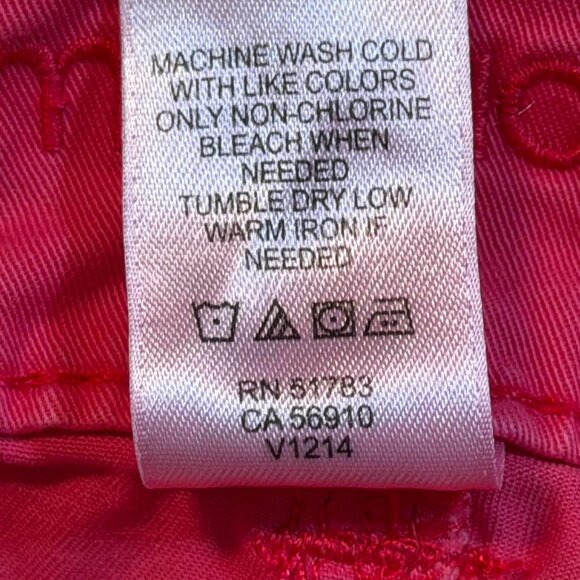 MACHINE WASH COLD
WITH LIKE COLORS
ONLY NON-CHLORINE
BLEACH WHEN
NEEDED
TUMBLE DRY LOW
WARM IRON IF
NEEDED
RN 51783
CA 56910
V1214